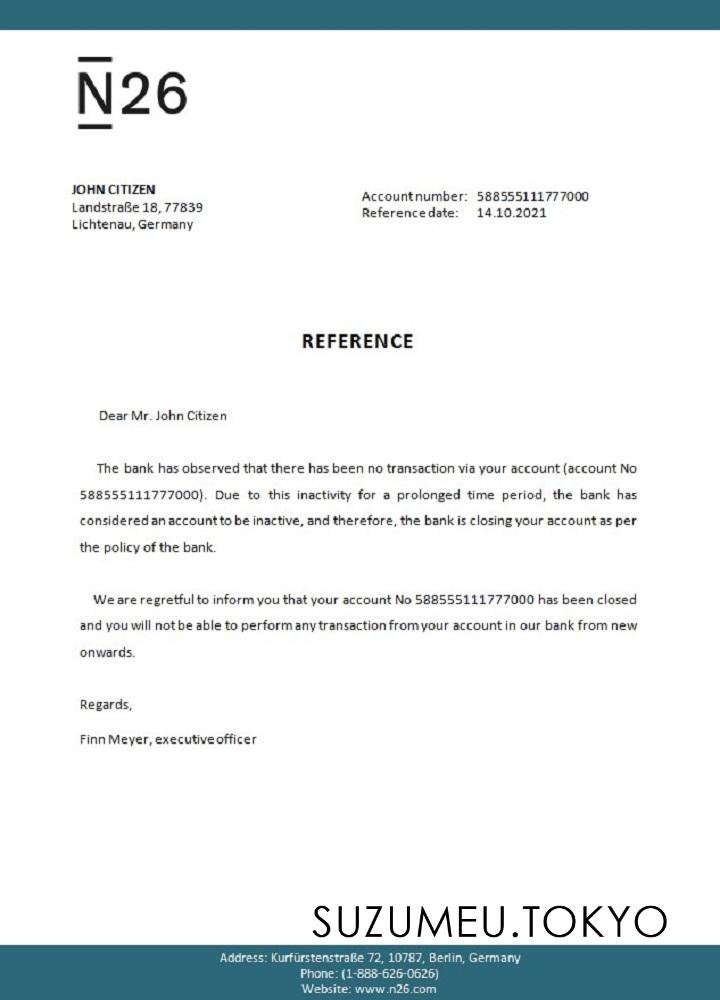 N26
JOHN CITIZEN
Landstraße 18, 77839
Lichtenau, Germany
Account number: 588555111777000
Reference date: 14.10.2021
REFERENCE
Dear Mr. John Citizen
The bank has observed that there has been no transaction via your account (account No
588555111777000). Due to this inactivity for a prolonged time period, the bank has
considered an account to be inactive, and therefore, the bank is closing your account as per
the policy of the bank.
We are regretful to inform you that your account No 588555111777000 has been closed
and you will not be able to perform any transaction from your account in our bank from new
onwards.
Regards,
Finn Meyer, executive officer
SUZUMEU.TOKYO
Address: Kurfürstenstraße 72, 10787, Berlin, Germany
Phone: (1-888-626-0626)
Website: www.n26.com